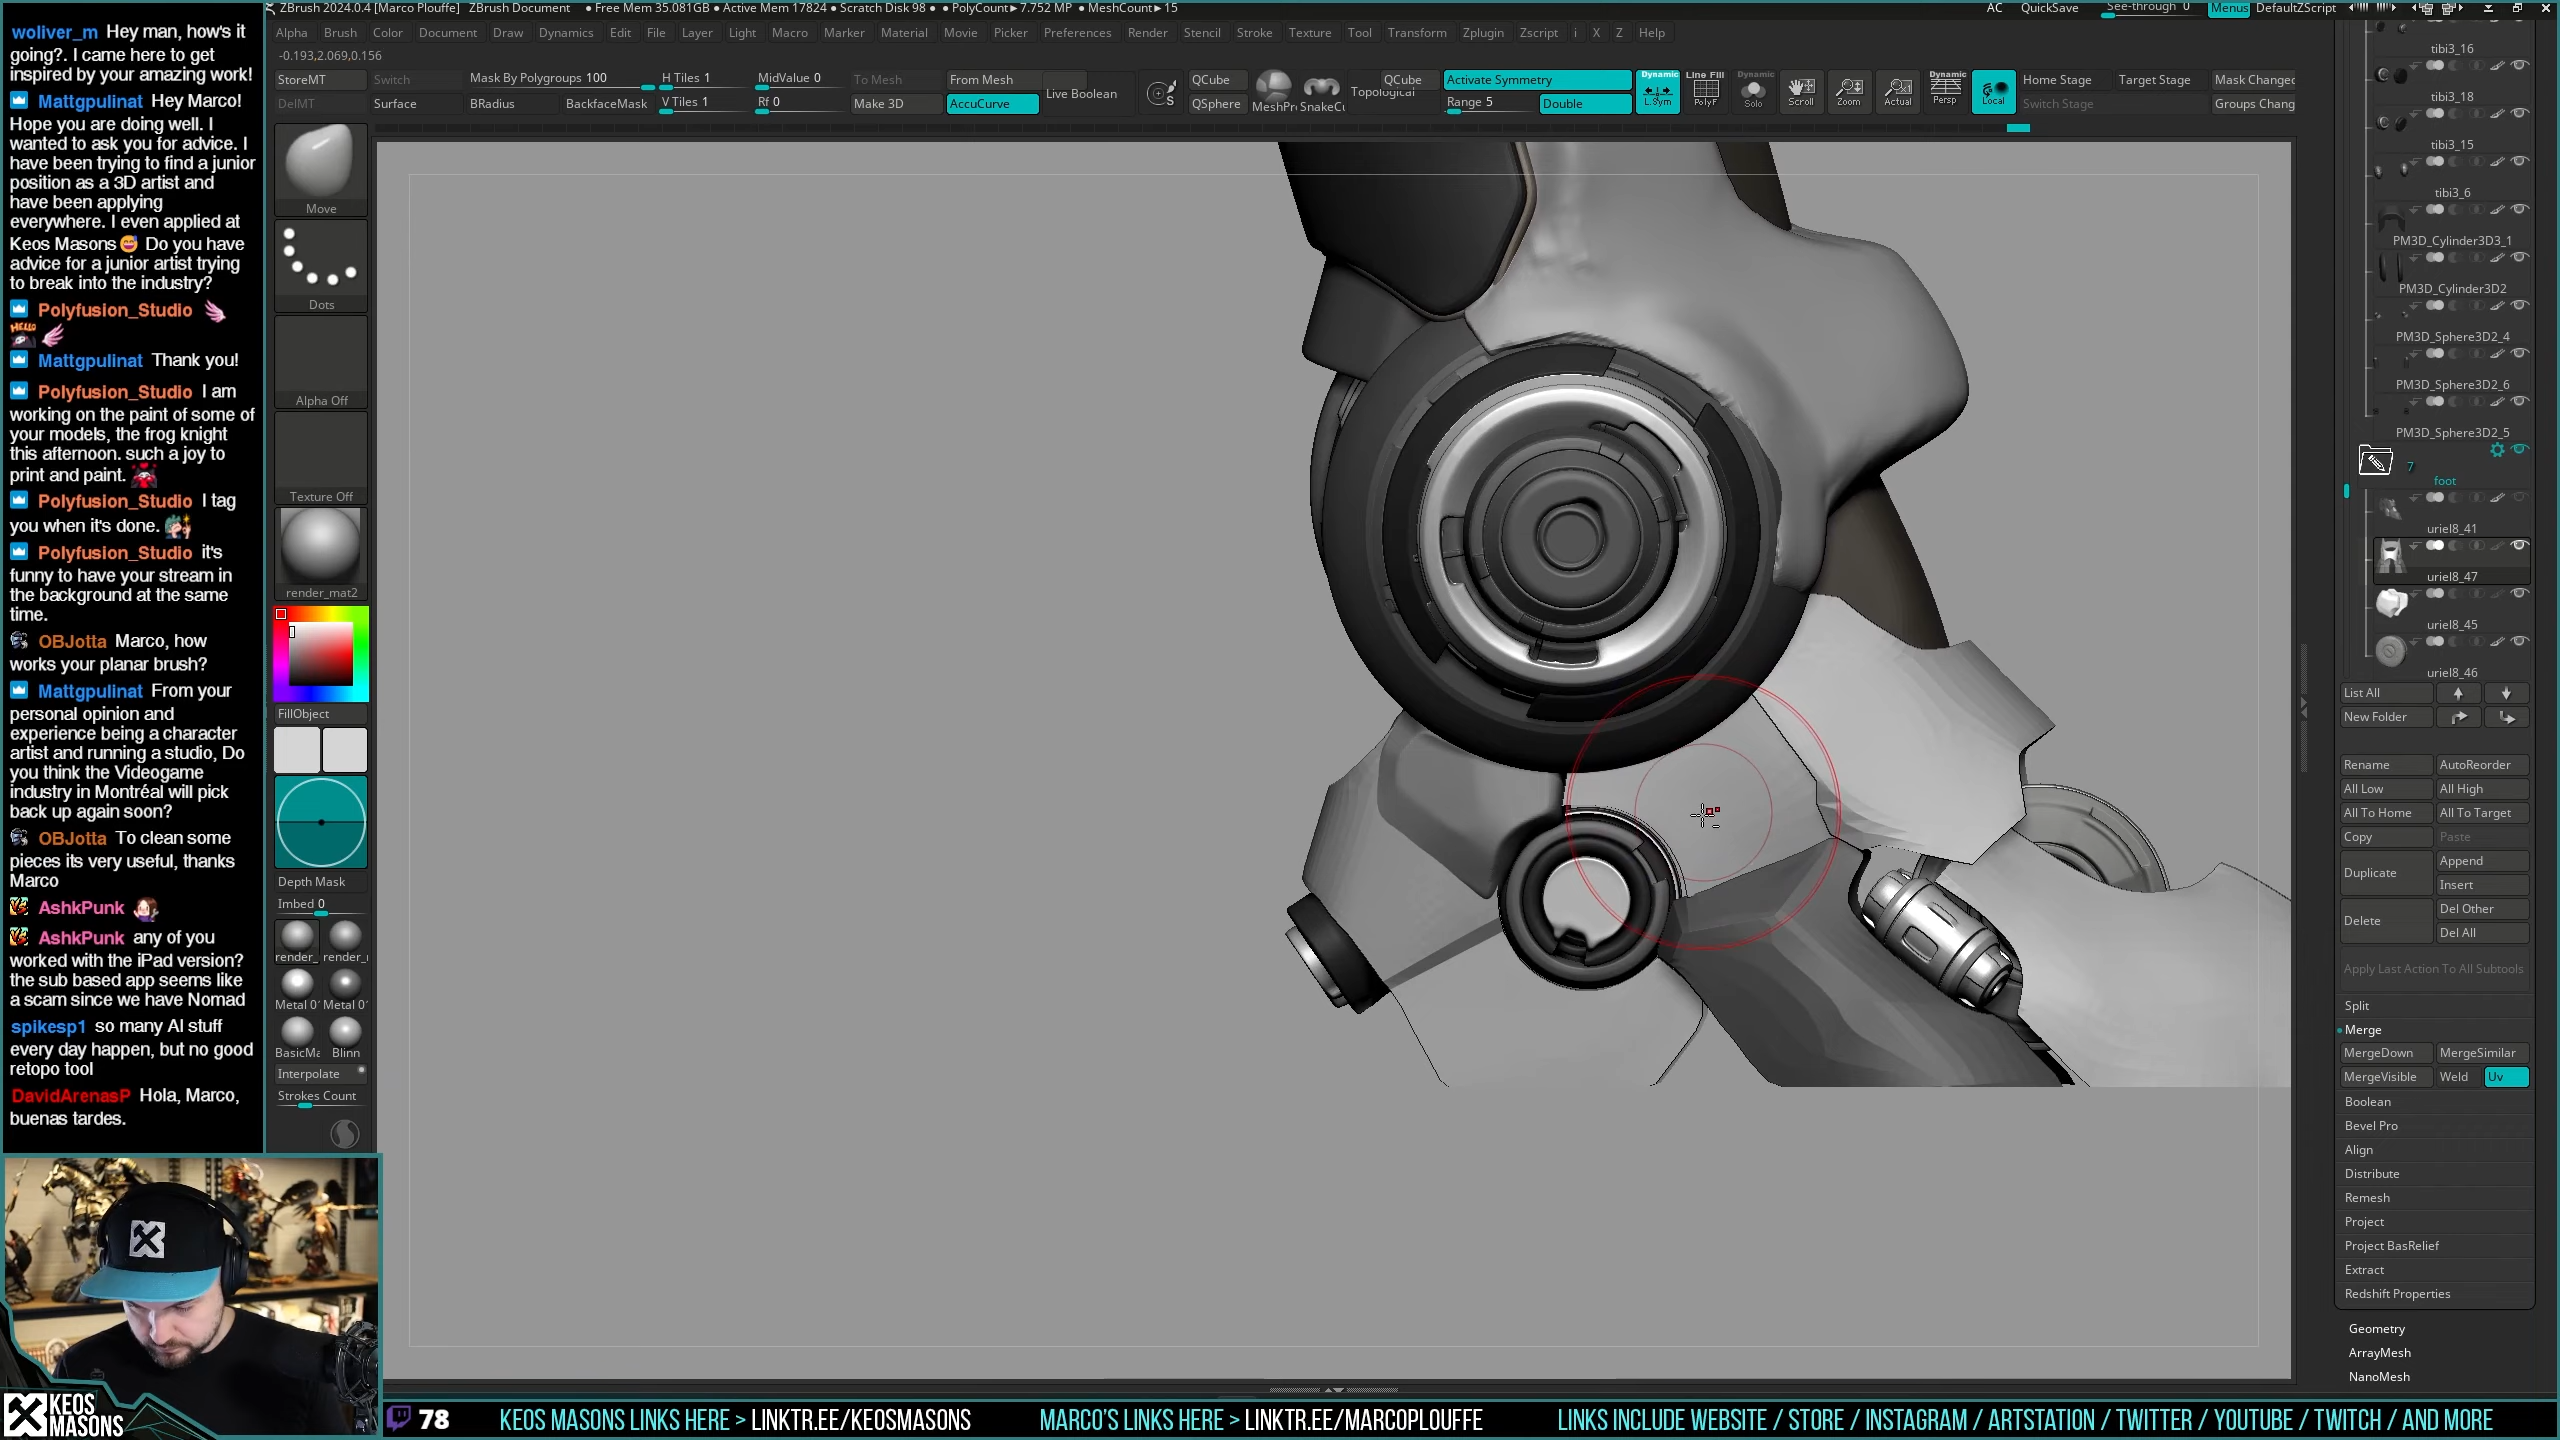 woliver_m Hey man, how's it
going?. I came here to get
inspired by your amazing work!
Mattgpulinat Hey Marco!
Hope you are doing well. I
wanted to ask you for advice. I
have been trying to find a junior
position as a 3D artist and
have been applying
everywhere. I even applied at
Keos Masons Do you have
advice for a junior artist trying
to break into the industry?
Polyfusion_Studio
HELLO
Mattgpulinat Thank you!
Polyfusion_Studio I am
working on the paint of some of
your models, the frog knight
this afternoon. such a joy to
print and paint.
Polyfusion_Studio I tag
you when it's done.
Polyfusion_Studio it's
funny to have your stream in
the background at the same
time.
OBJotta Marco, how
works your planar brush?
Mattgpulinat From your
personal opinion and
experience being a character
artist and running a studio, Do
you think the Videogame
industry in Montréal will pick
back up again soon?
OBJotta To clean some
pieces its very useful, thanks
Marco
AshkPunk
AshkPunk any of you
worked with the iPad version?
the sub based app seems like
a scam since we have Nomad
spikesp1 so many AI stuff
every day happen, but no good
retopo tool
DavidArenasP Hola, Marco,
buenas tardes.
ZBrush 2024.0.4 [Marco Plouffe] ZBrush Document ● Free Mem 35.081GB ● Active Mem 17824 ● Scratch Disk 98 ● ● PolyCount▸7.752 MP ● MeshCount▸15
AC QuickSave See-through 0 Menus DefaultZScript
Alpha Brush Color Document Draw Dynamics Edit File Layer Light Macro Marker Material Movie Picker Preferences Render Stencil Stroke Texture Tool Transform Zplugin Zscript i X Z Help
-0.193,2.069,0.156
StoreMT Switch Mask By Polygroups 100 H Tiles 1 MidValue 0 To Mesh From Mesh Live Boolean QCube QCube Activate Symmetry Dynamic Line Fill Dynamic Dynamic Home Stage Target Stage Mask Changed
DelMT Surface BRadius BackfaceMask V Tiles 1 Rf 0 Make 3D AccuCurve QSphere MeshPr SnakeCu Topological Range 5 Double L.Sym PolyF Solo Scroll Zoom Actual Persp Local Switch Stage Groups Chang
Move
Dots
Alpha Off
Texture Off
render_mat2
FillObject
Depth Mask
Imbed 0
render_ render_r
Metal 0 Metal 0
BasicMa Blinn
Interpolate
Strokes Count
S
tibi3_16
tibi3_18
tibi3_15
tibi3_6
PM3D_Cylinder3D3_1
PM3D_Cylinder3D2
PM3D_Sphere3D2_4
PM3D_Sphere3D2_6
PM3D_Sphere3D2_5
7
foot
uriel8_41
uriel8_47
uriel8_45
uriel8_46
List All
New Folder
Rename AutoReorder
All Low All High
All To Home All To Target
Copy Paste
Duplicate Append
Insert
Delete Del Other
Del All
Apply Last Action To All Subtools
Split
Merge
MergeDown MergeSimilar
MergeVisible Weld Uv
Boolean
Bevel Pro
Align
Distribute
Remesh
Project
Project BasRelief
Extract
Redshift Properties
Geometry
ArrayMesh
NanoMesh
KEOS
MASONS
78 KEOS MASONS LINKS HERE > LINKTR.EE/KEOSMASONS MARCO'S LINKS HERE > LINKTR.EE/MARCOPLOUFFE LINKS INCLUDE WEBSITE / STORE / INSTAGRAM / ARTSTATION / TWITTER / YOUTUBE / TWITCH / AND MORE